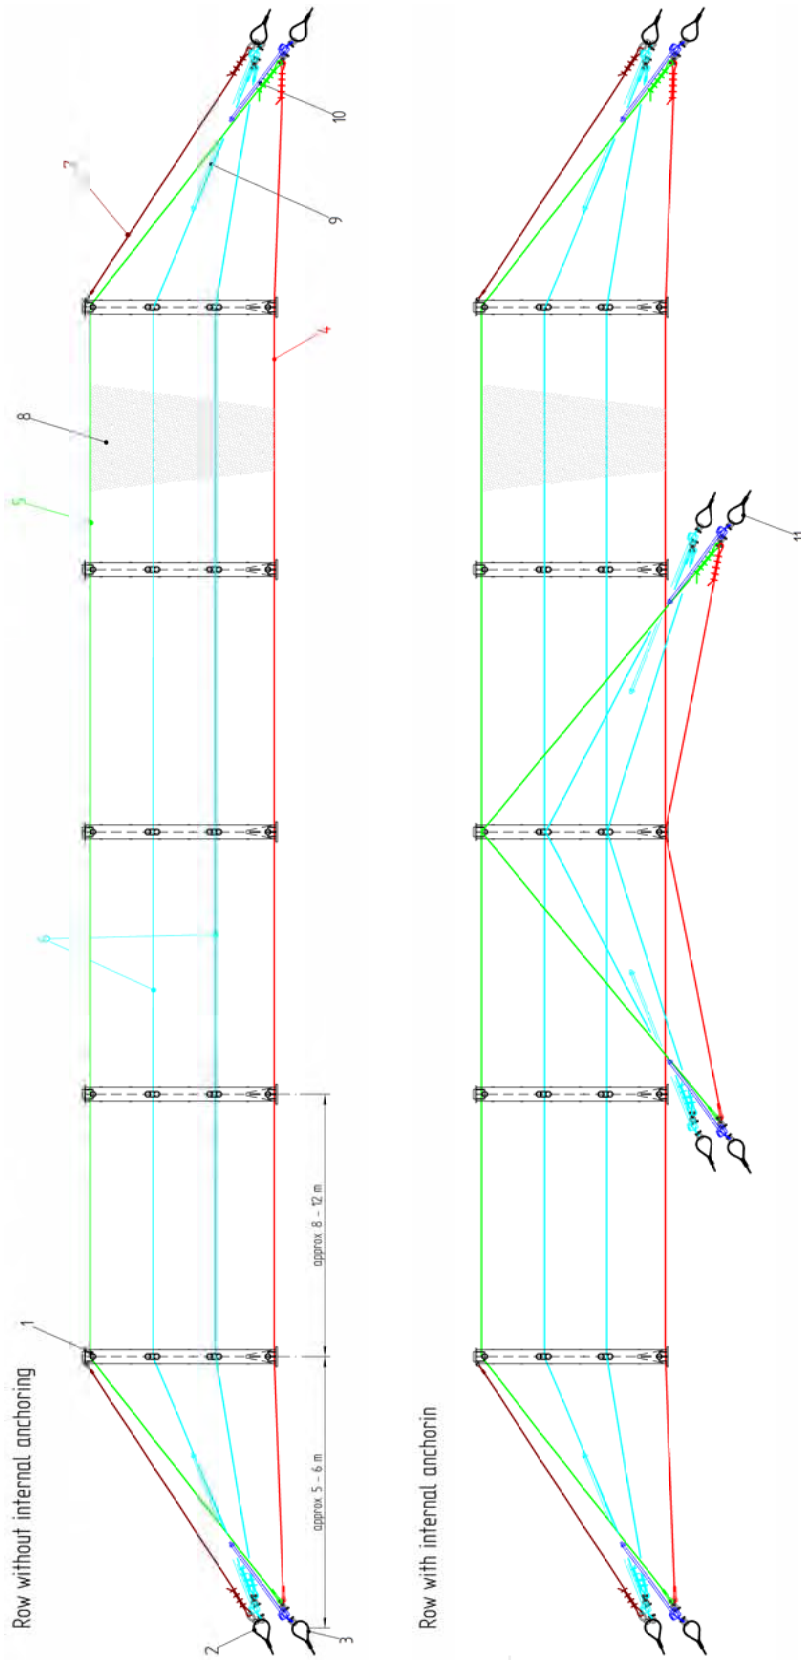 Row without internal anchoring
1
2
3
4
5
6
7
8
9
10
approx 5 - 6 m
approx 8 - 12 m
Row with internal anchorin
11